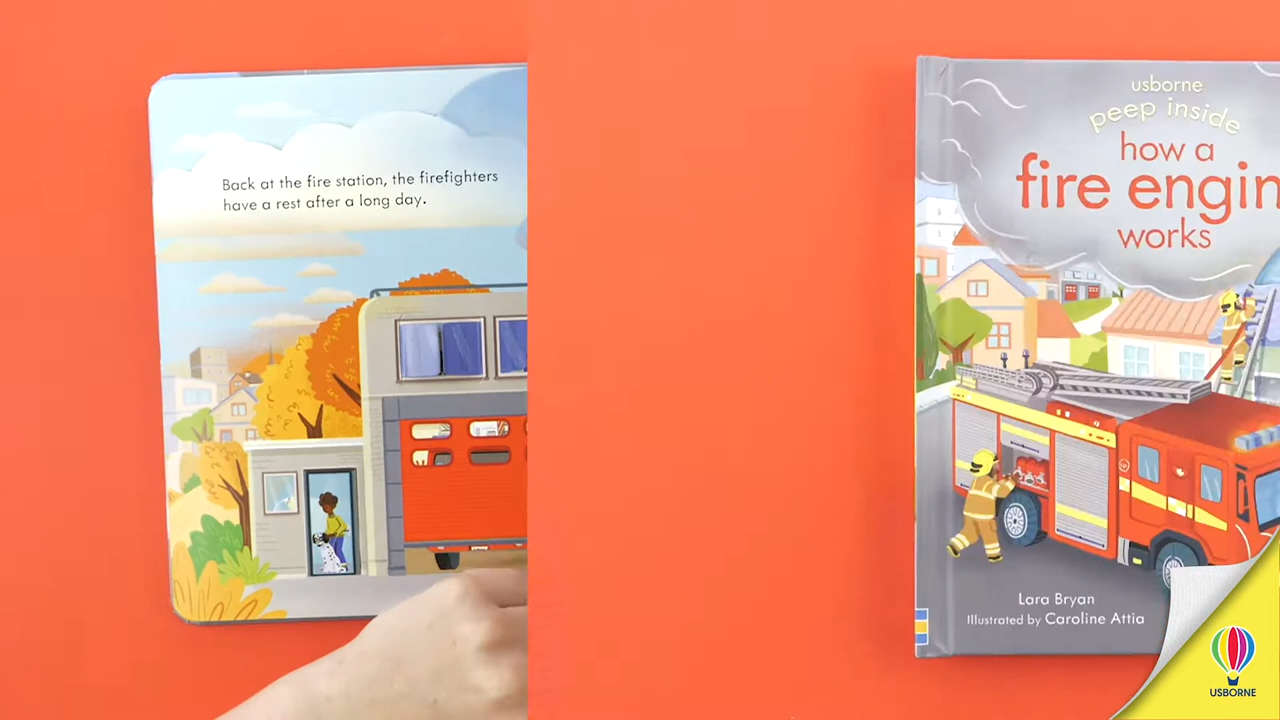 Back at the fire station, the firefighters
have a rest after a long day.
usborne
peep inside
how a
fire engin
works
Lara Bryan
Illustrated by Caroline Attia
USBORNE